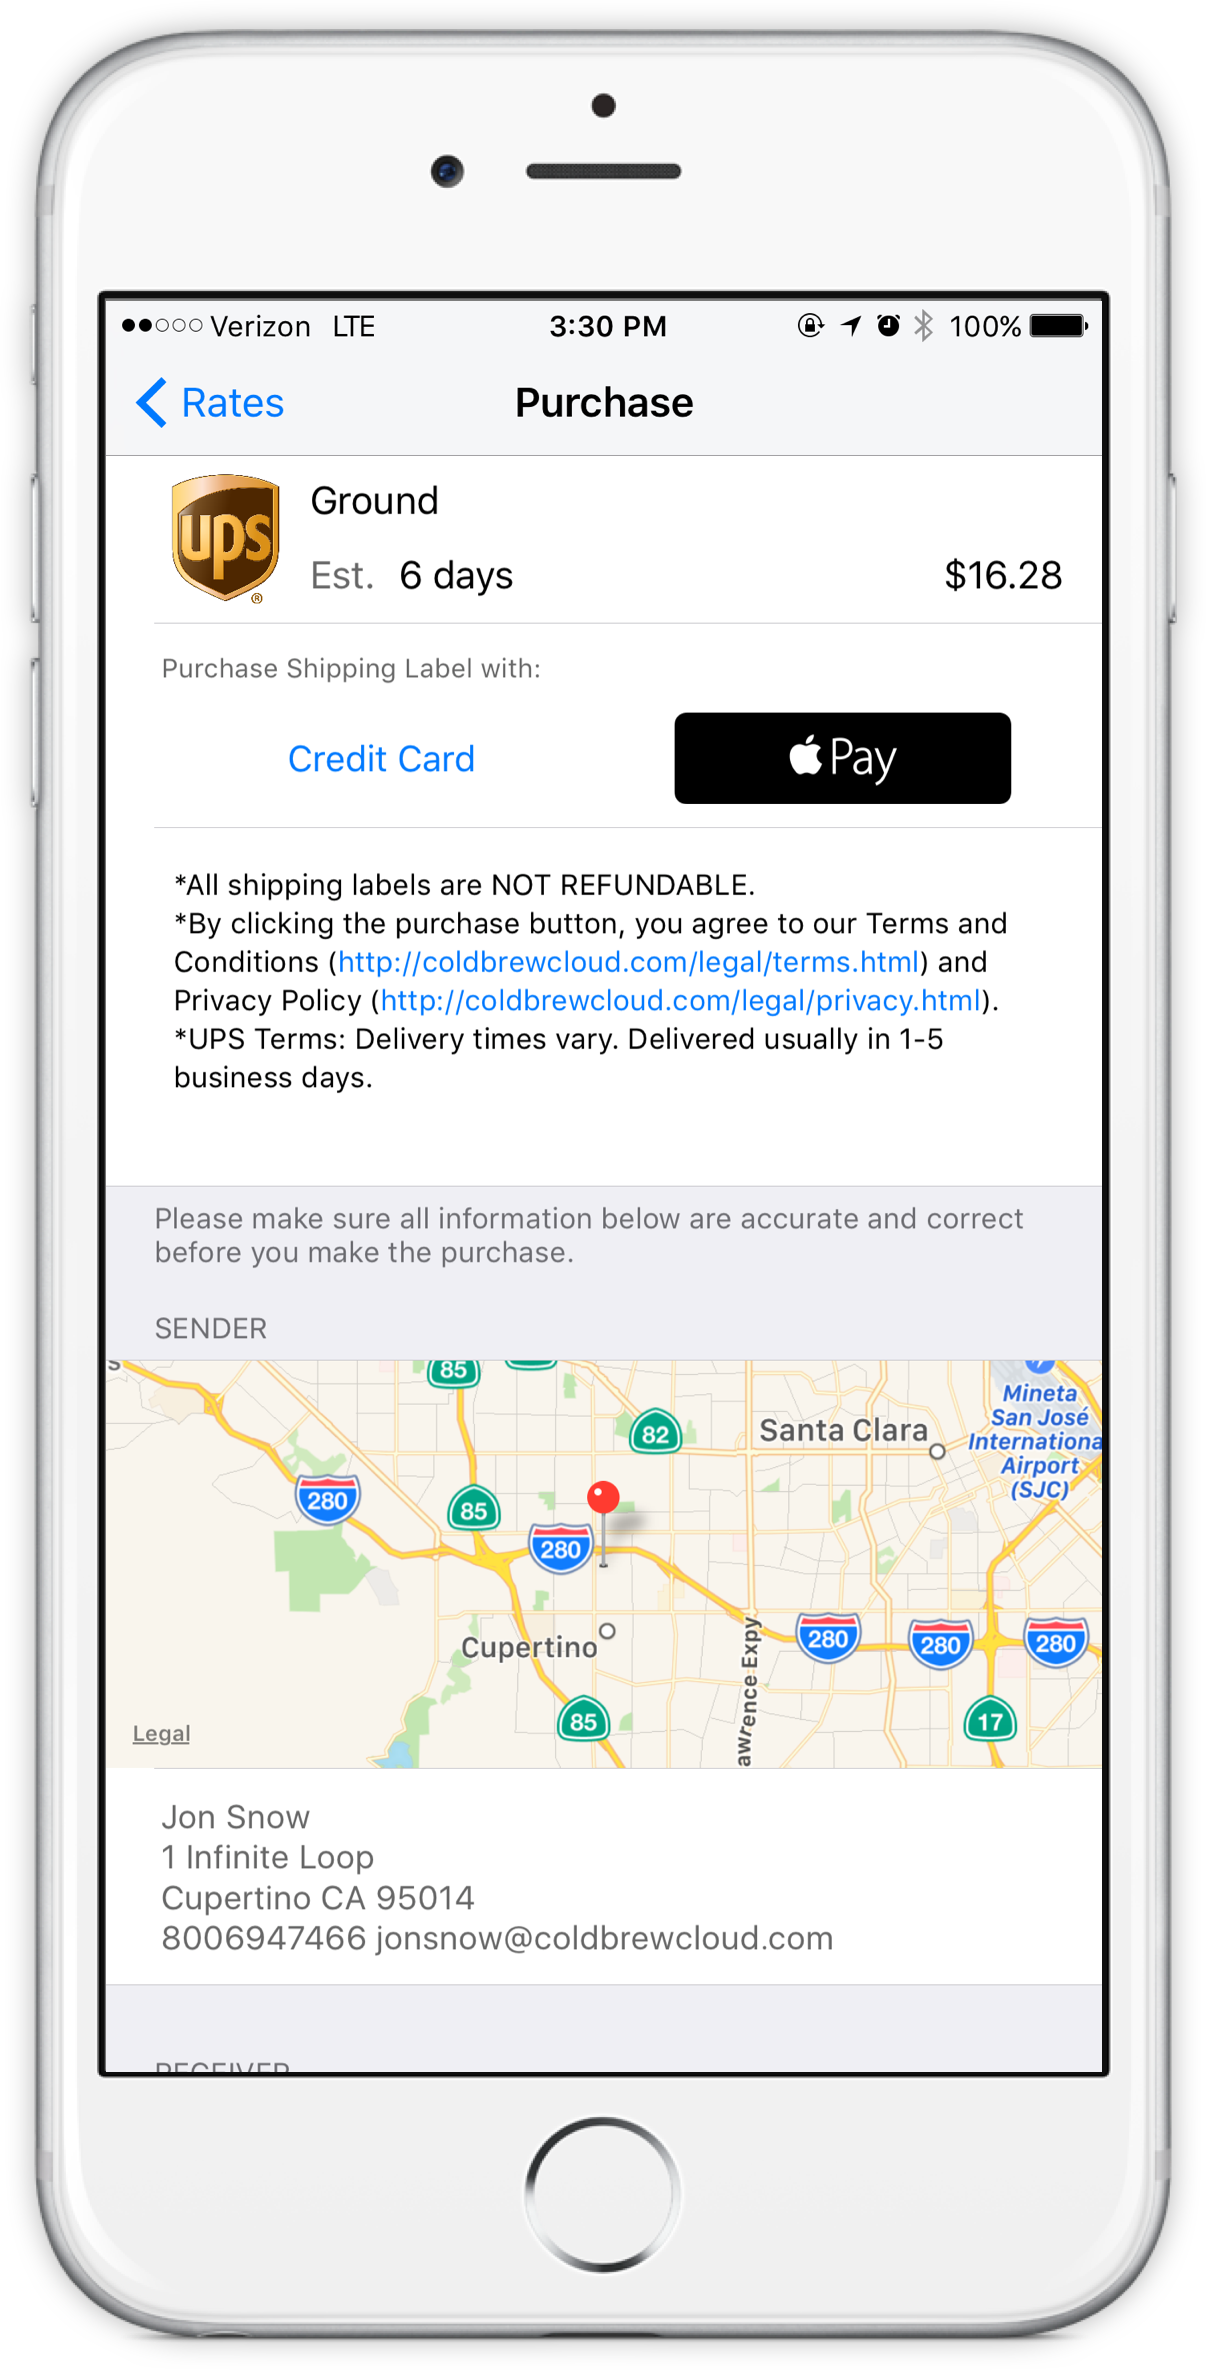 Verizon LTE 3:30 PM 100%
Rates Purchase
ups
®
Ground
Est. 6 days $16.28
Purchase Shipping Label with:
Credit Card Pay
*All shipping labels are NOT REFUNDABLE.
*By clicking the purchase button, you agree to our Terms and
Conditions (http://coldbrewcloud.com/legal/terms.html) and
Privacy Policy (http://coldbrewcloud.com/legal/privacy.html).
*UPS Terms: Delivery times vary. Delivered usually in 1-5
business days.
Please make sure all information below are accurate and correct
before you make the purchase.
SENDER
85
Mineta
San José
Internationa
Airport
(SJC)
82
Santa Clara
280
85
280
Cupertino
awrence Expy
280
280
280
85
17
Legal
Jon Snow
1 Infinite Loop
Cupertino CA 95014
8006947466 jonsnow@coldbrewcloud.com
RECEIVER